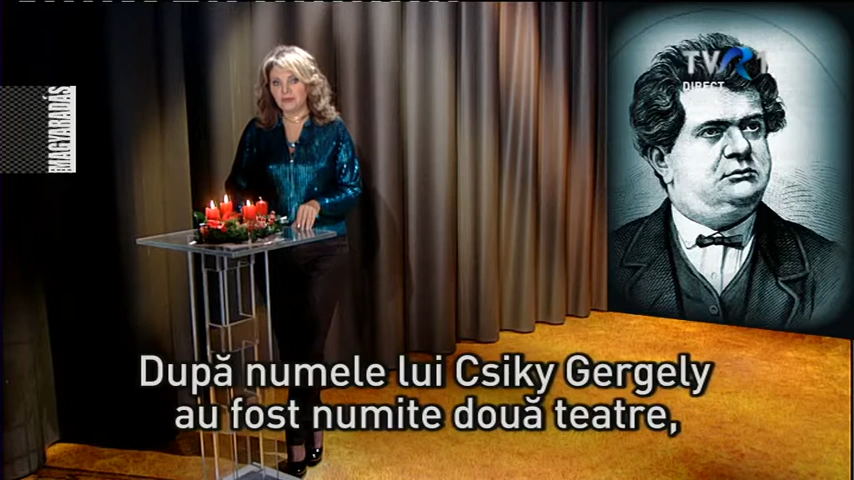 TVR1
DIRECT
MAGYARADÁS
După numele lui Csiky Gergely
au fost numite două teatre,